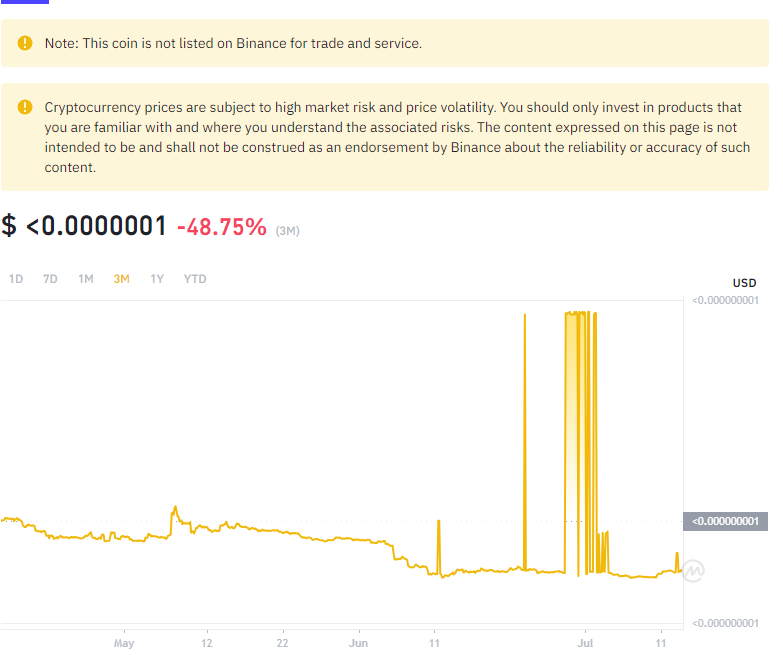 Note: This coin is not listed on Binance for trade and service.
Cryptocurrency prices are subject to high market risk and price volatility. You should only invest in products that
you are familiar with and where you understand the associated risks. The content expressed on this page is not
intended to be and shall not be construed as an endorsement by Binance about the reliability or accuracy of such
content.
$ <0.0000001 -48.75% (3M)
1D 7D 1M 3M 1Y YTD
USD
<0.000000001
<0.000000001
<0.000000001
May 12 22 Jun 11 Jul 11